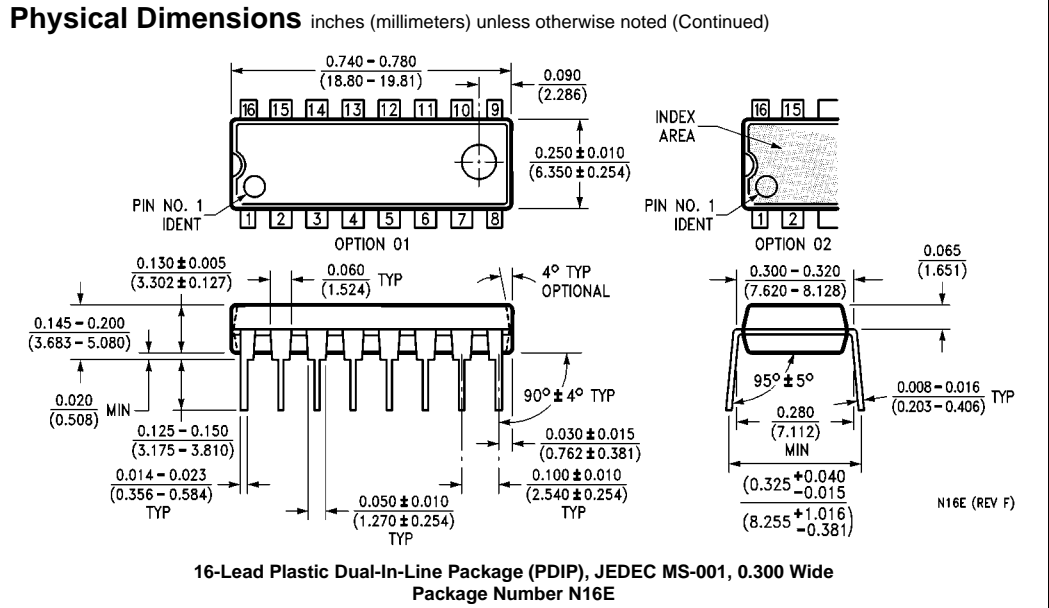 Physical Dimensions inches (millimeters) unless otherwise noted (Continued)
0.740 – 0.780
(18.80 – 19.81)
0.090
(2.286)
16 15 14 13 12 11 10 9
0.250 ± 0.010
(6.350 ± 0.254)
PIN NO. 1
IDENT
1 2 3 4 5 6 7 8
OPTION 01
INDEX
AREA
16 15
PIN NO. 1
IDENT
1 2
OPTION 02
0.130 ± 0.005
(3.302 ± 0.127)
0.060
(1.524)
TYP
4° TYP
OPTIONAL
0.145 – 0.200
(3.683 – 5.080)
0.020
(0.508)
MIN
0.125 – 0.150
(3.175 – 3.810)
0.014 – 0.023
(0.356 – 0.584)
TYP
0.050 ± 0.010
(1.270 ± 0.254)
TYP
90° ± 4° TYP
0.030 ± 0.015
(0.762 ± 0.381)
0.100 ± 0.010
(2.540 ± 0.254)
TYP
0.300 – 0.320
(7.620 – 8.128)
0.065
(1.651)
95° ± 5°
0.008 – 0.016
(0.203 – 0.406)
TYP
0.280
(7.112)
MIN
(0.325 +0.040
-0.015
(8.255 +1.016
-0.381)
N16E (REV F)
16-Lead Plastic Dual-In-Line Package (PDIP), JEDEC MS-001, 0.300 Wide
Package Number N16E